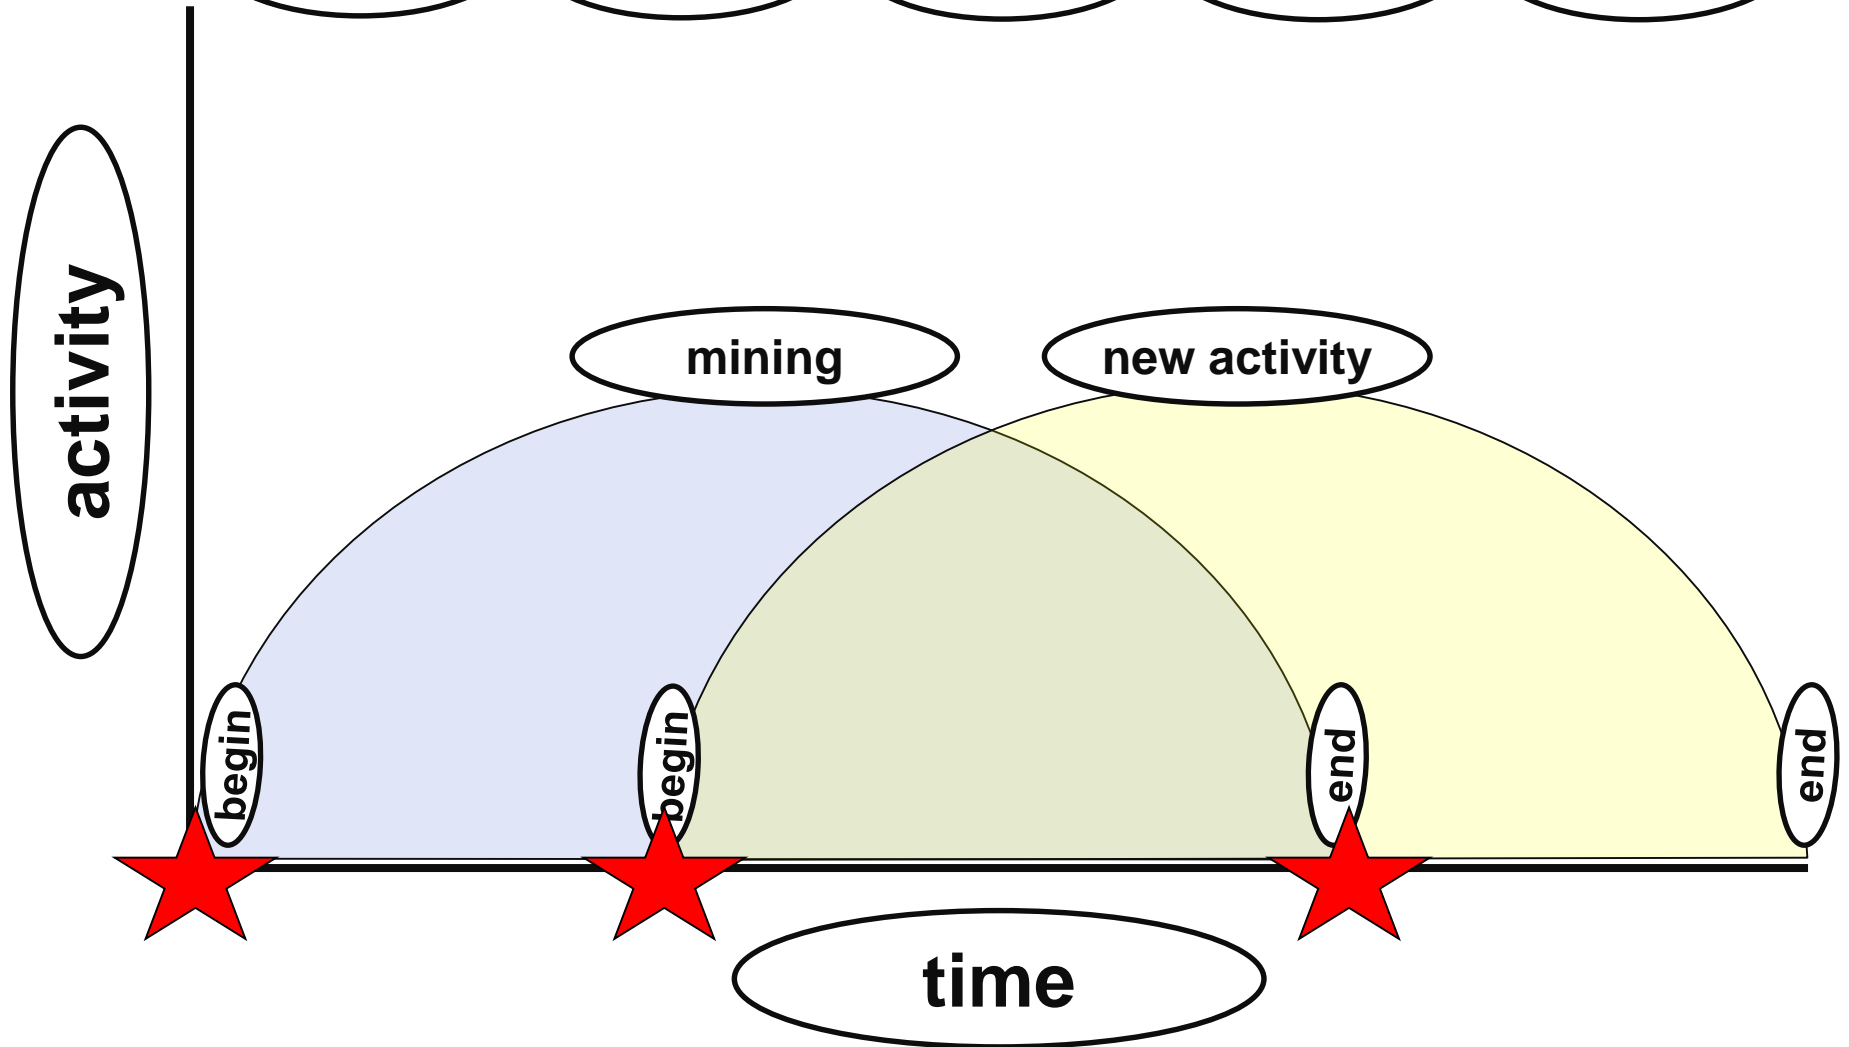 activity
mining
new activity
begin
begin
end
end
time